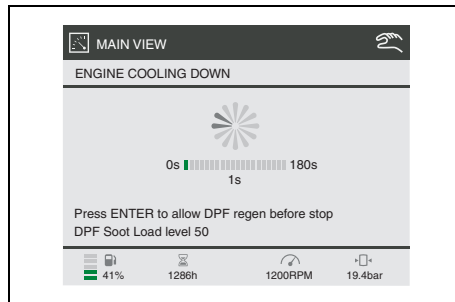 MAIN VIEW
ENGINE COOLING DOWN
0s 180s
1s
Press ENTER to allow DPF regen before stop
DPF Soot Load level 50
41% 1286h 1200RPM 19.4bar